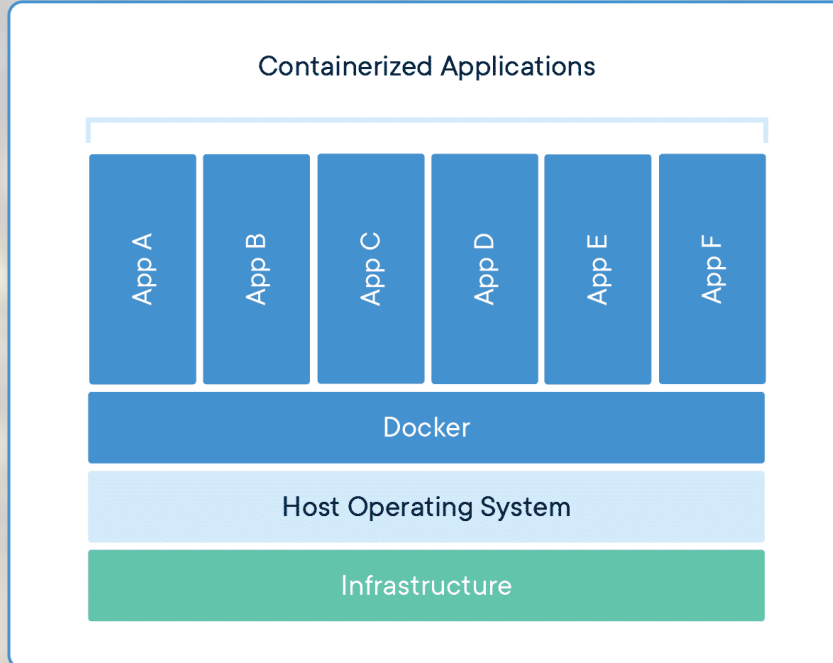 Containerized Applications
App A
App B
App C
App D
App E
App F
Docker
Host Operating System
Infrastructure